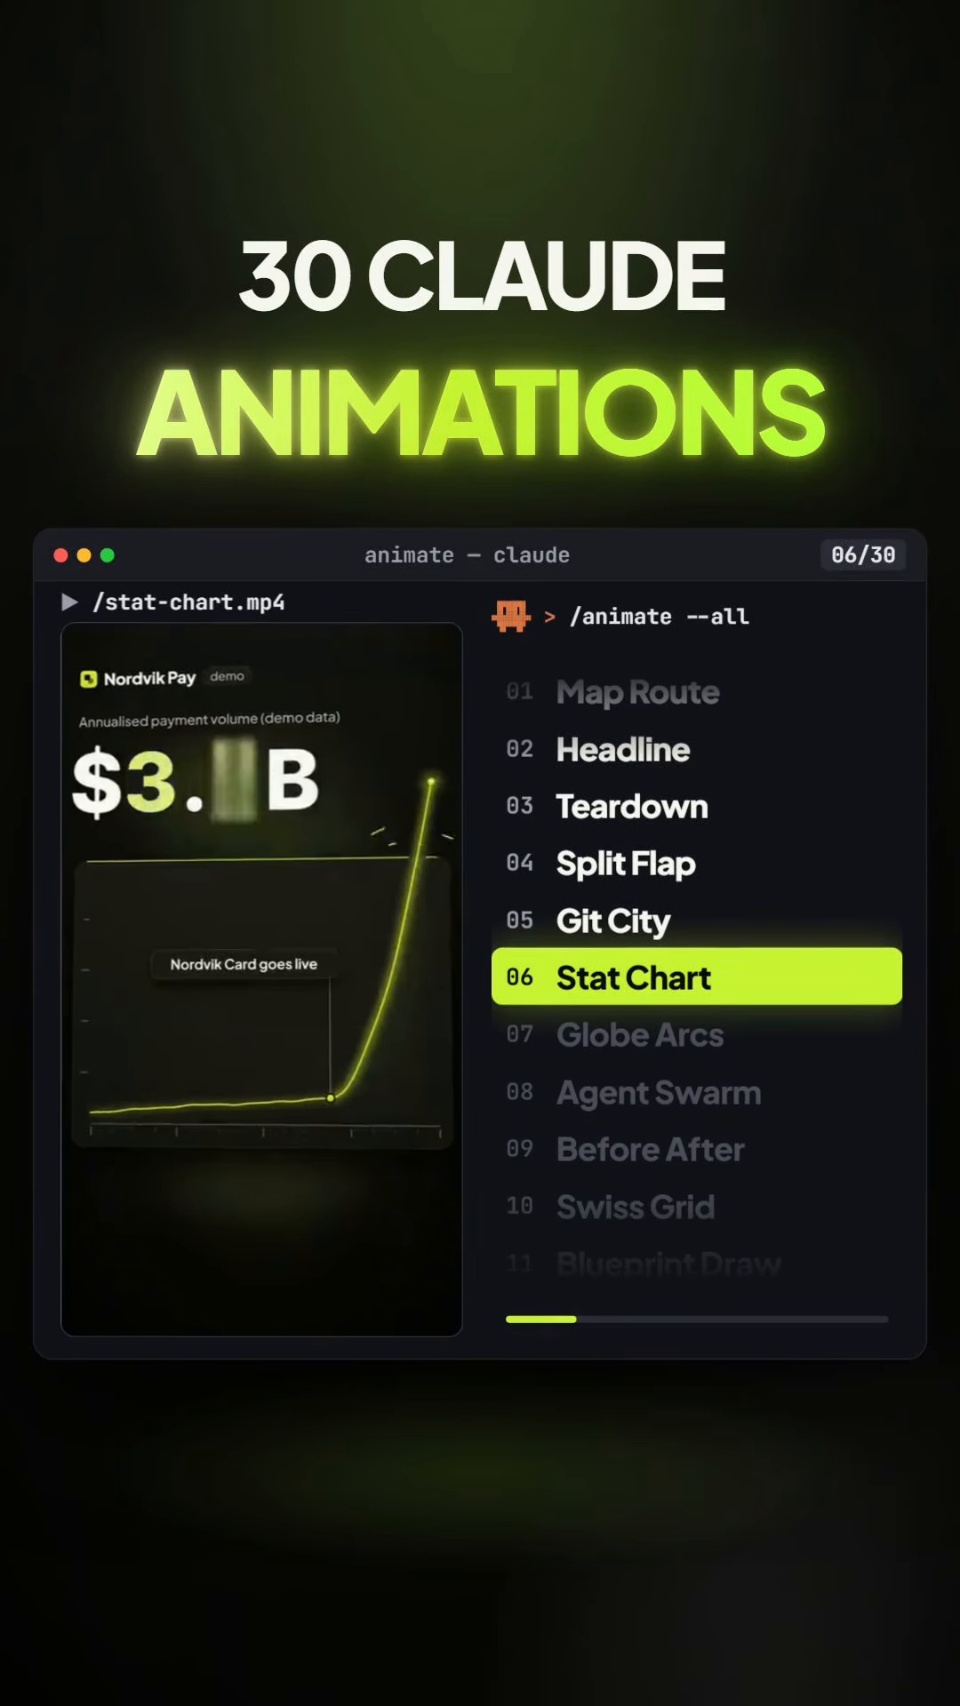 30 CLAUDE
ANIMATIONS
animate — claude
06/30
/stat-chart.mp4
Nordvik Pay demo
Annualised payment volume (demo data)
$3. B
Nordvik Card goes live
> /animate --all
01 Map Route
02 Headline
03 Teardown
04 Split Flap
05 Git City
06 Stat Chart
07 Globe Arcs
08 Agent Swarm
09 Before After
10 Swiss Grid
11 Blueprint Draw